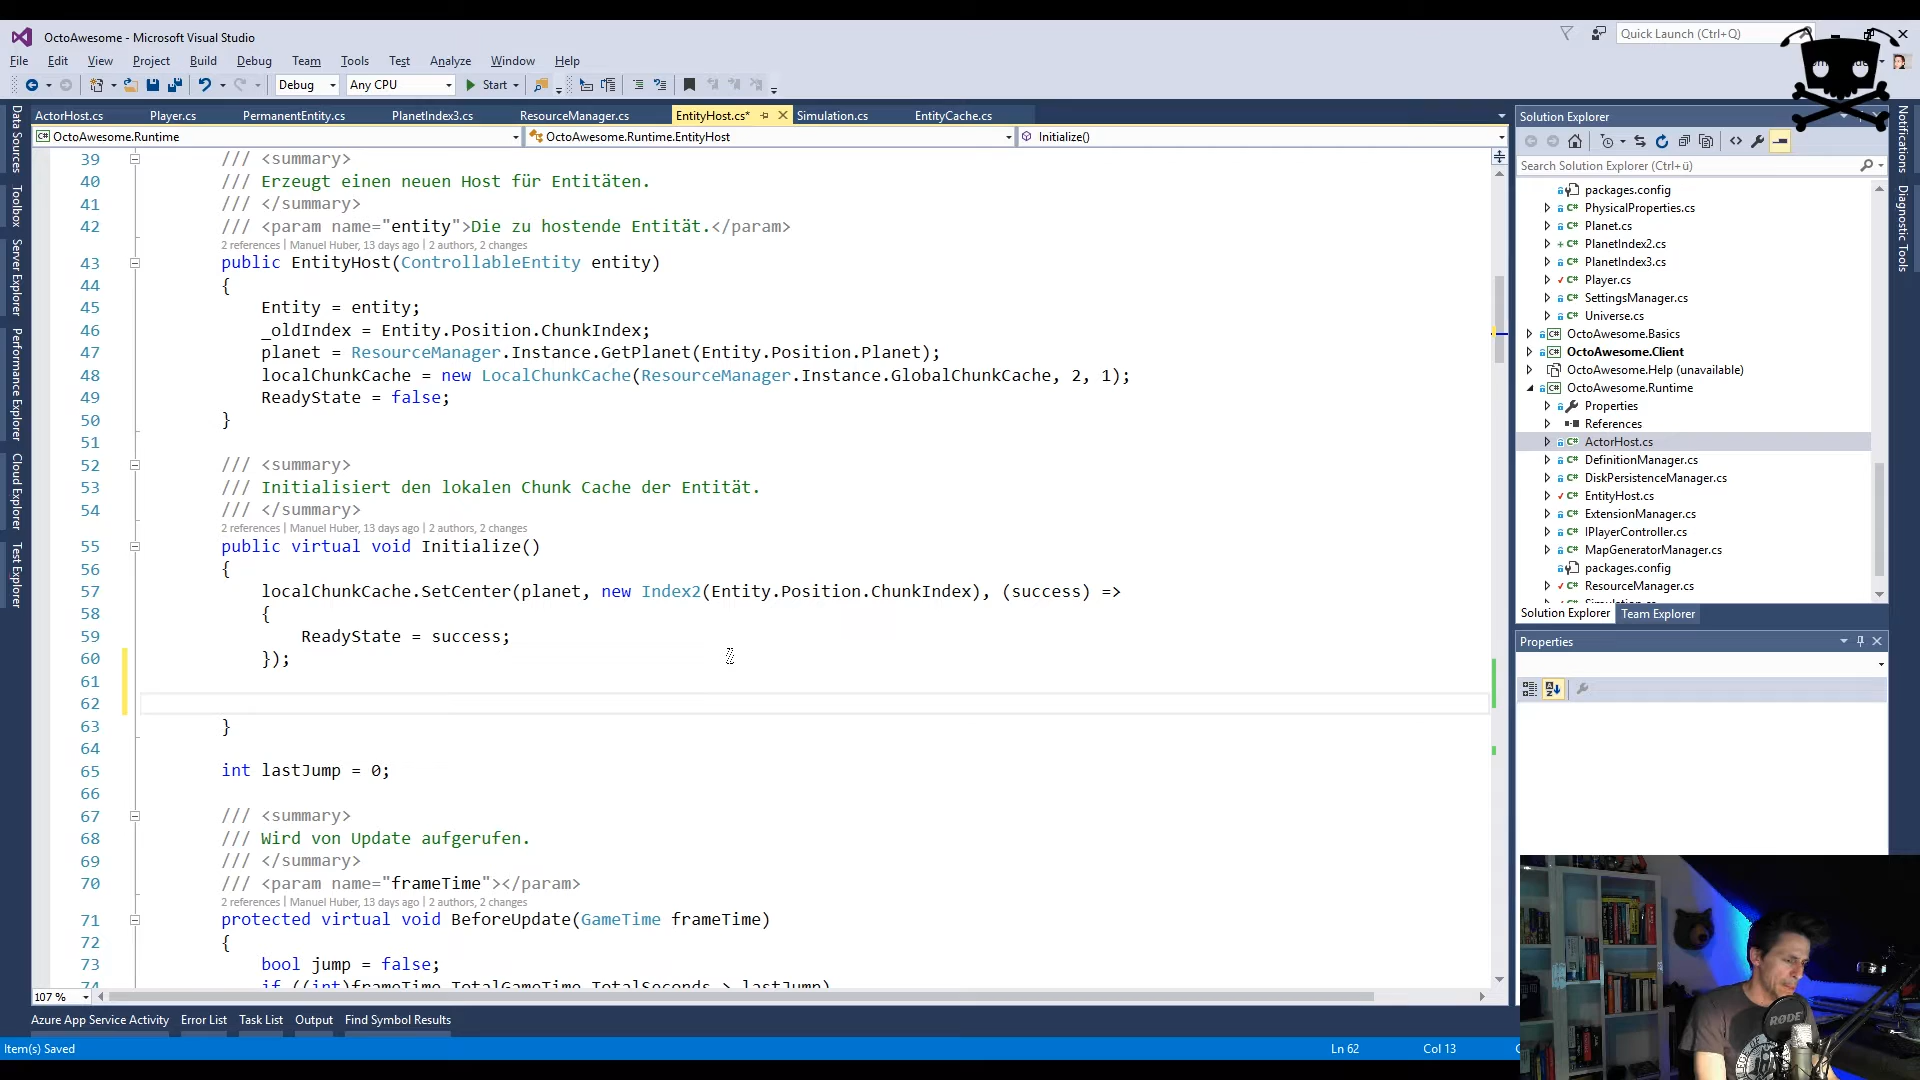 OctoAwesome - Microsoft Visual Studio
Quick Launch (Ctrl+Q)
File Edit View Project Build Debug Team Tools Test Analyze Window Help
Debug Any CPU Start
ActorHost.cs Player.cs PermanentEntity.cs PlanetIndex3.cs ResourceManager.cs EntityHost.cs* Simulation.cs EntityCache.cs
OctoAwesome.Runtime OctoAwesome.Runtime.EntityHost Initialize()
39 /// <summary>
40 /// Erzeugt einen neuen Host für Entitäten.
41 /// </summary>
42 /// <param name="entity">Die zu hostende Entität.</param>
2 references | Manuel Huber, 13 days ago | 2 authors, 2 changes
43 public EntityHost(ControllableEntity entity)
44 {
45 Entity = entity;
46 _oldIndex = Entity.Position.ChunkIndex;
47 planet = ResourceManager.Instance.GetPlanet(Entity.Position.Planet);
48 localChunkCache = new LocalChunkCache(ResourceManager.Instance.GlobalChunkCache, 2, 1);
49 ReadyState = false;
50 }
51
52 /// <summary>
53 /// Initialisiert den lokalen Chunk Cache der Entität.
54 /// </summary>
2 references | Manuel Huber, 13 days ago | 2 authors, 2 changes
55 public virtual void Initialize()
56 {
57 localChunkCache.SetCenter(planet, new Index2(Entity.Position.ChunkIndex), (success) =>
58 {
59 ReadyState = success;
60 });
61
62
63 }
64
65 int lastJump = 0;
66
67 /// <summary>
68 /// Wird von Update aufgerufen.
69 /// </summary>
70 /// <param name="frameTime"></param>
2 references | Manuel Huber, 13 days ago | 2 authors, 2 changes
71 protected virtual void BeforeUpdate(GameTime frameTime)
72 {
73 bool jump = false;
74 if ((int)frameTime.TotalGameTime.TotalSeconds > lastJump)
107 %
Azure App Service Activity Error List Task List Output Find Symbol Results
Item(s) Saved Ln 62 Col 13
Data Sources
Toolbox
Server Explorer
Performance Explorer
Cloud Explorer
Test Explorer
Solution Explorer
Search Solution Explorer (Ctrl+ü)
packages.config
PhysicalProperties.cs
Planet.cs
PlanetIndex2.cs
PlanetIndex3.cs
Player.cs
SettingsManager.cs
Universe.cs
OctoAwesome.Basics
OctoAwesome.Client
OctoAwesome.Help (unavailable)
OctoAwesome.Runtime
Properties
References
ActorHost.cs
DefinitionManager.cs
DiskPersistenceManager.cs
EntityHost.cs
ExtensionManager.cs
IPlayerController.cs
MapGeneratorManager.cs
packages.config
ResourceManager.cs
Simulation.cs
Solution Explorer Team Explorer
Properties
Notifications
Diagnostic Tools
RØDE